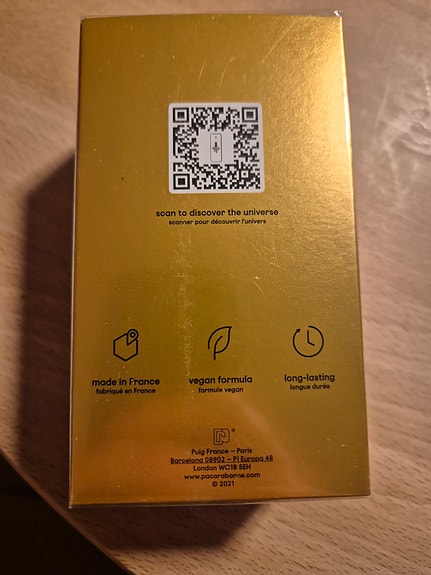 scan to discover the universe
scanner pour découvrir l'univers
made in France
fabriqué en France
vegan formula
formule vegan
long-lasting
longue durée
Puig France – Paris
Barcelona 08902 – Pl Europa 46
London WC1B 5EH
www.pacorabanne.com
© 2021